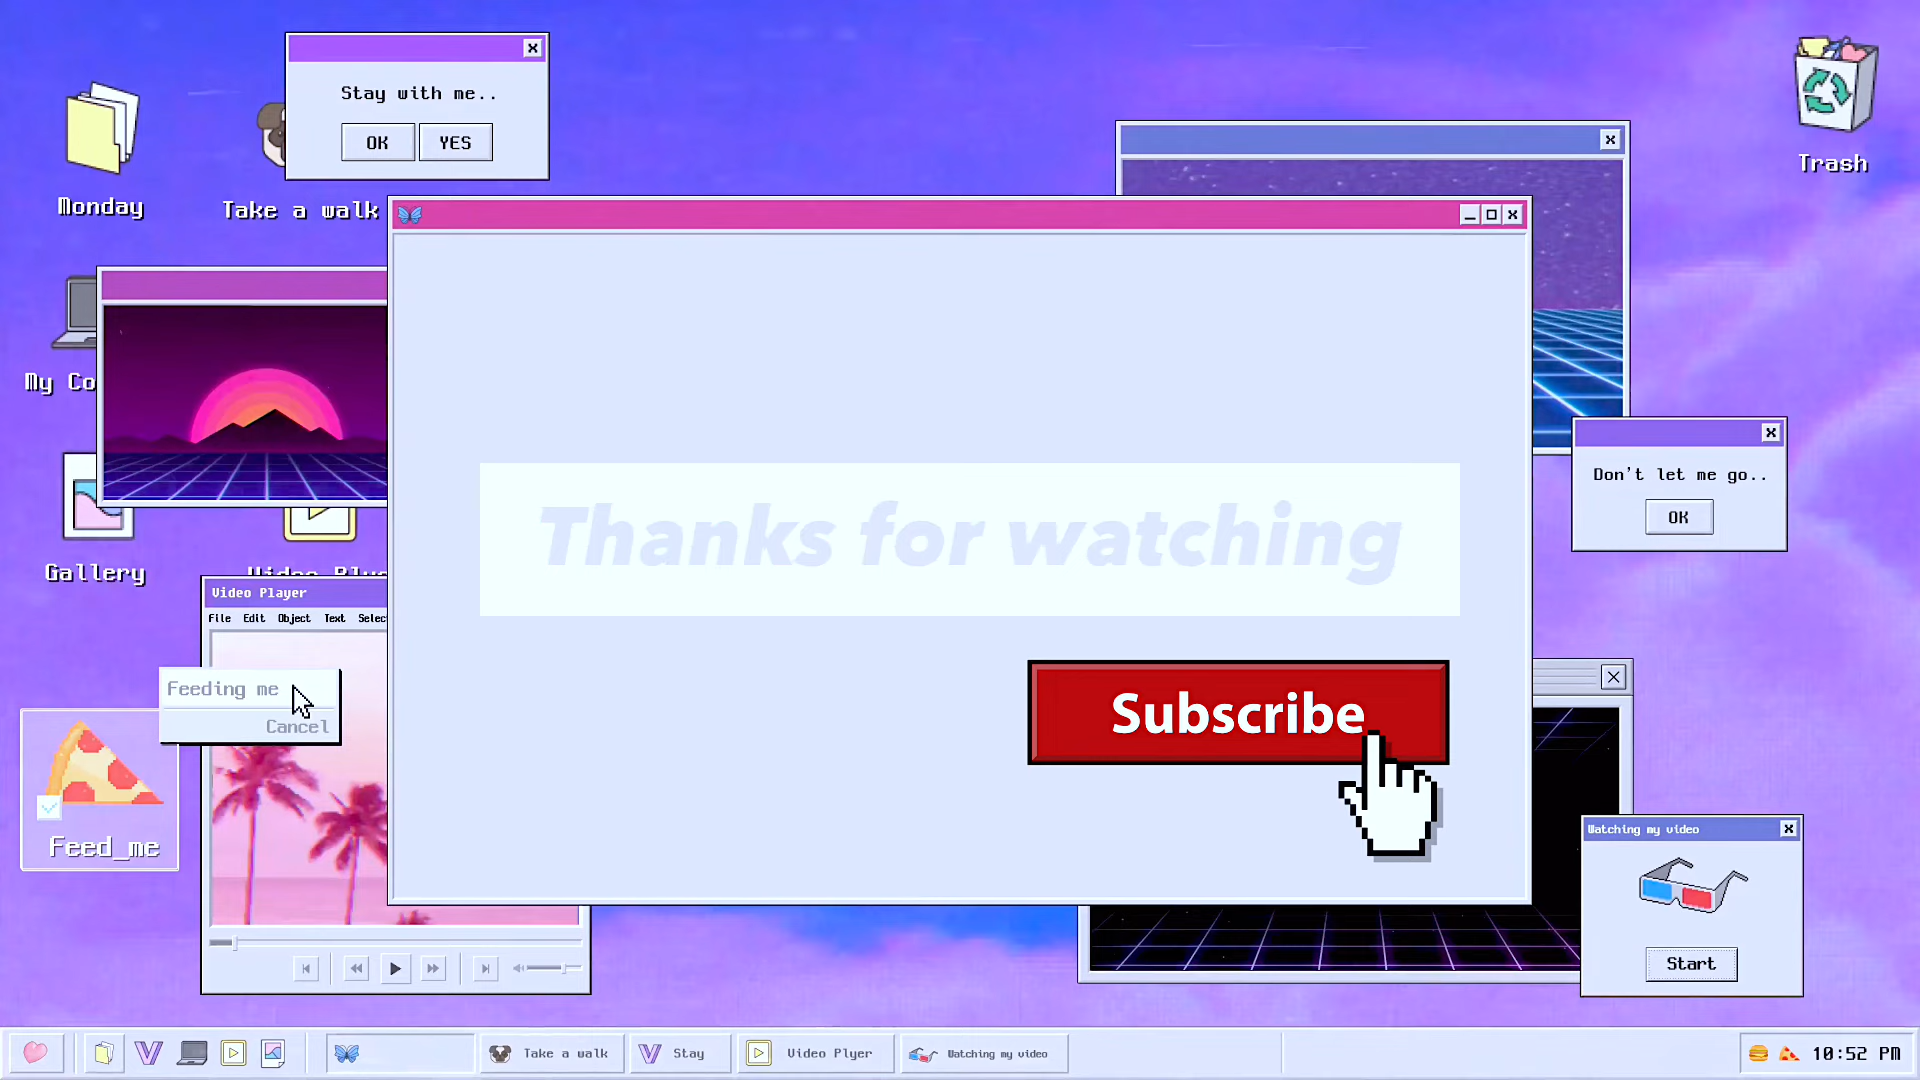 Stay with me..
OK YES
Trash
Monday
Take a walk
My Co
Don't let me go..
OK
Thanks for watching
Gallery
Video Player
File Edit Object Text Selec
Feeding me
Cancel
Subscribe
Feed_me
Watching my video
Start
Take a walk
Stay
Video Plyer
Watching my video
10:52 PM